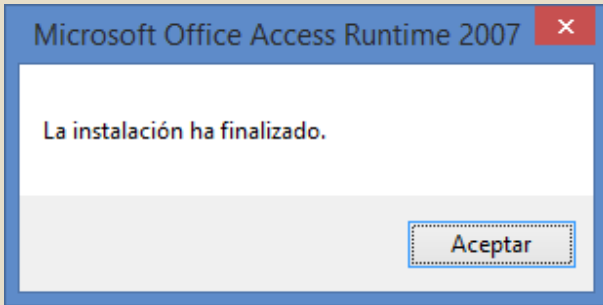 Microsoft Office Access Runtime 2007
La instalación ha finalizado.
Aceptar